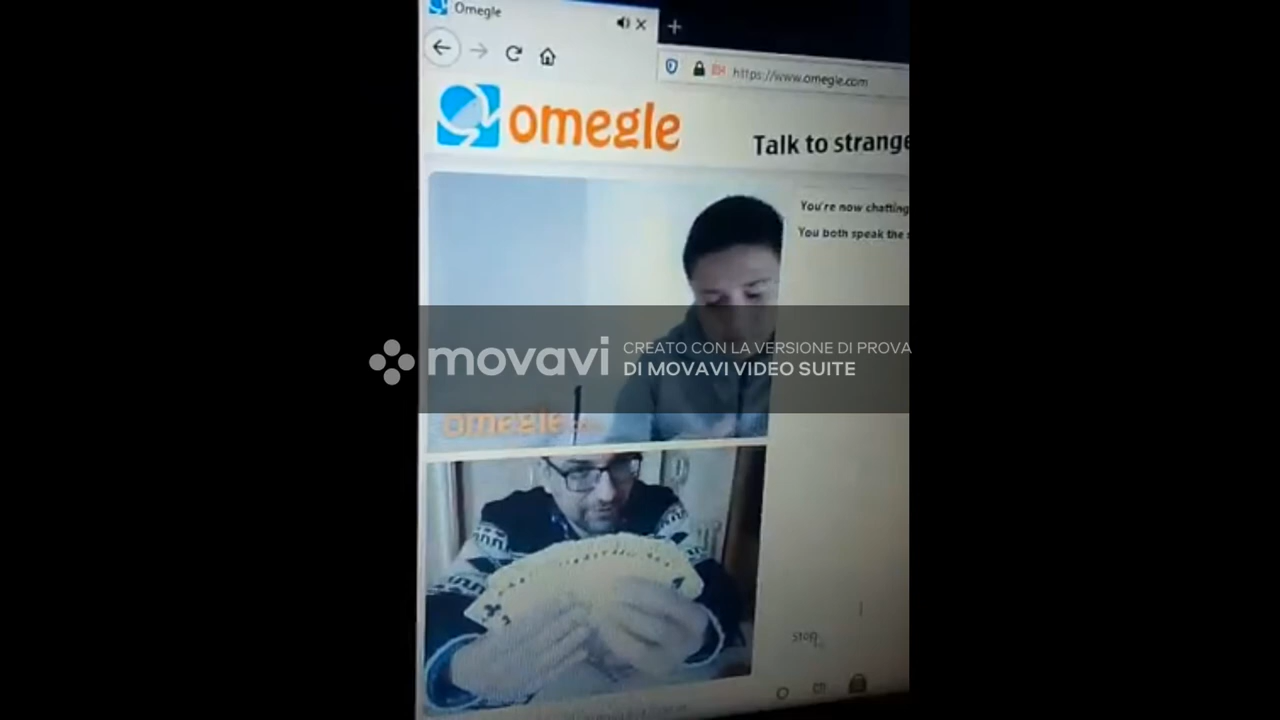 Omegle
https://www.omegle.com
omegle
Talk to strange
You're now chatting
You both speak the
movavi
CREATO CON LA VERSIONE DI PROVA
DI MOVAVI VIDEO SUITE
omegle